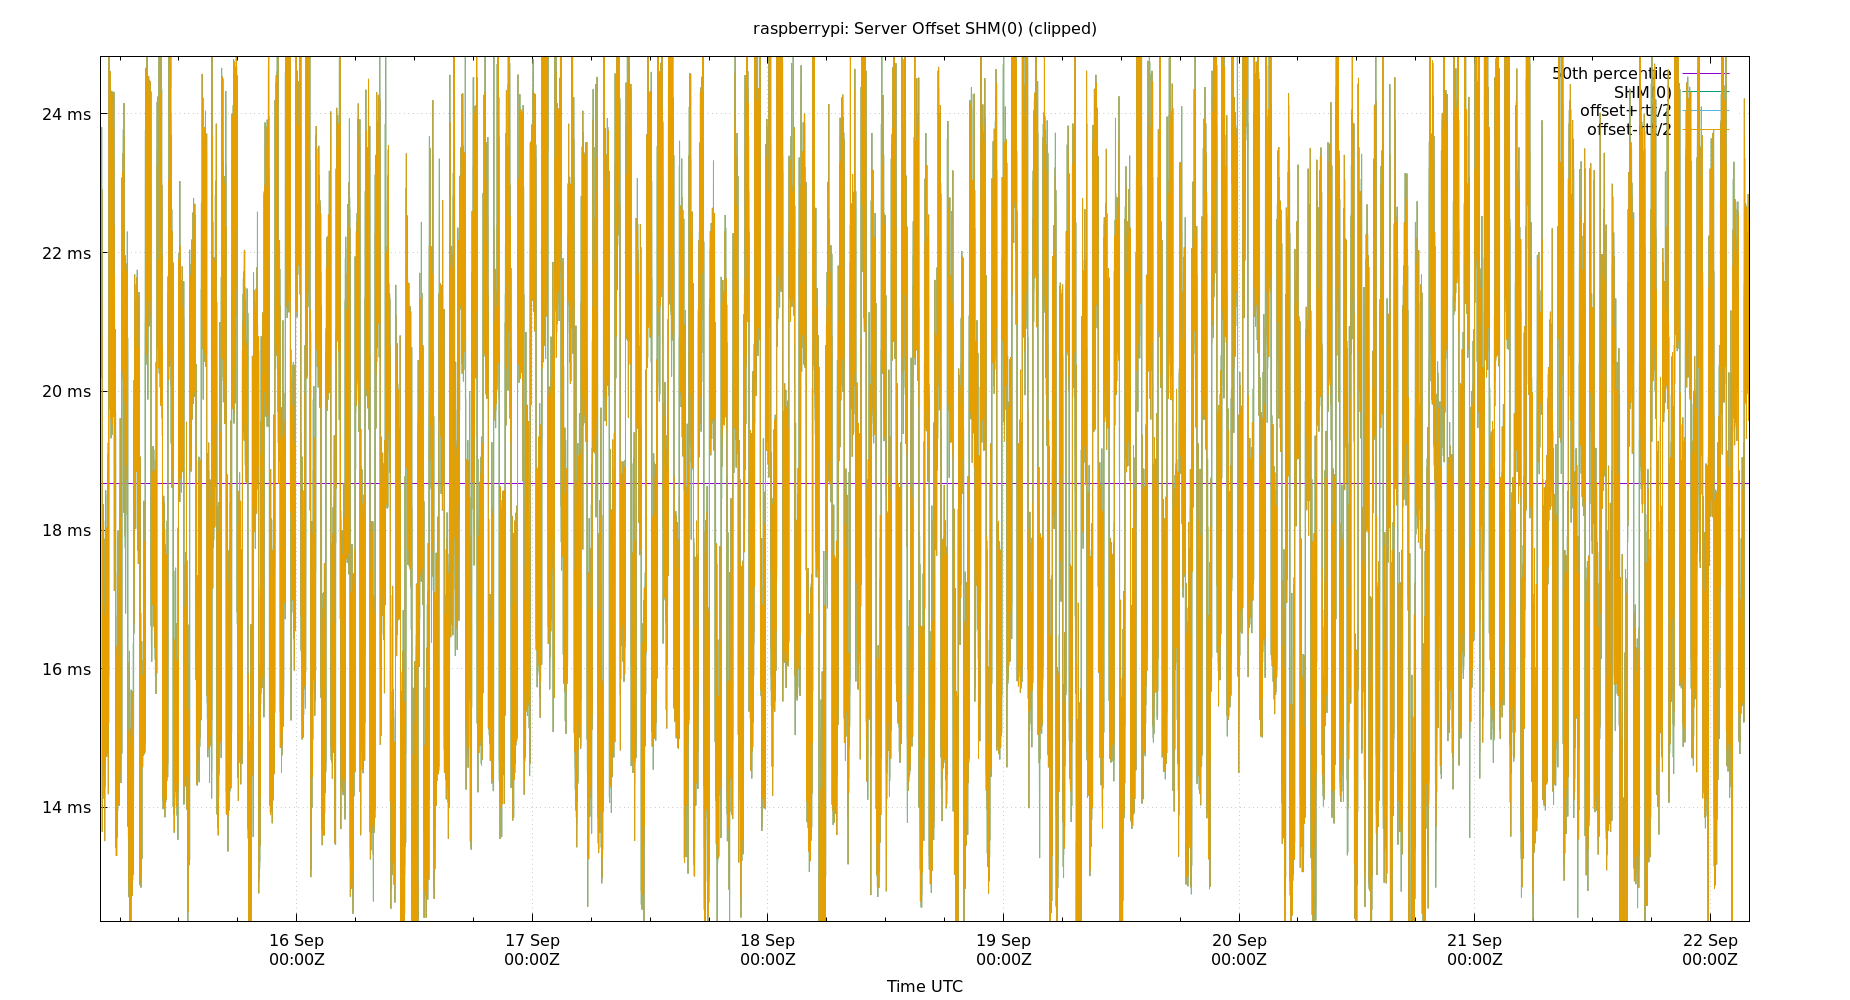 raspberrypi: Server Offset SHM(0) (clipped)
50th percentile
SHM(0)
offset+rtt/2
offset-rtt/2
24 ms
22 ms
20 ms
18 ms
16 ms
14 ms
16 Sep 17 Sep 18 Sep 19 Sep 20 Sep 21 Sep 22 Sep
00:00Z 00:00Z 00:00Z 00:00Z 00:00Z 00:00Z 00:00Z
Time UTC